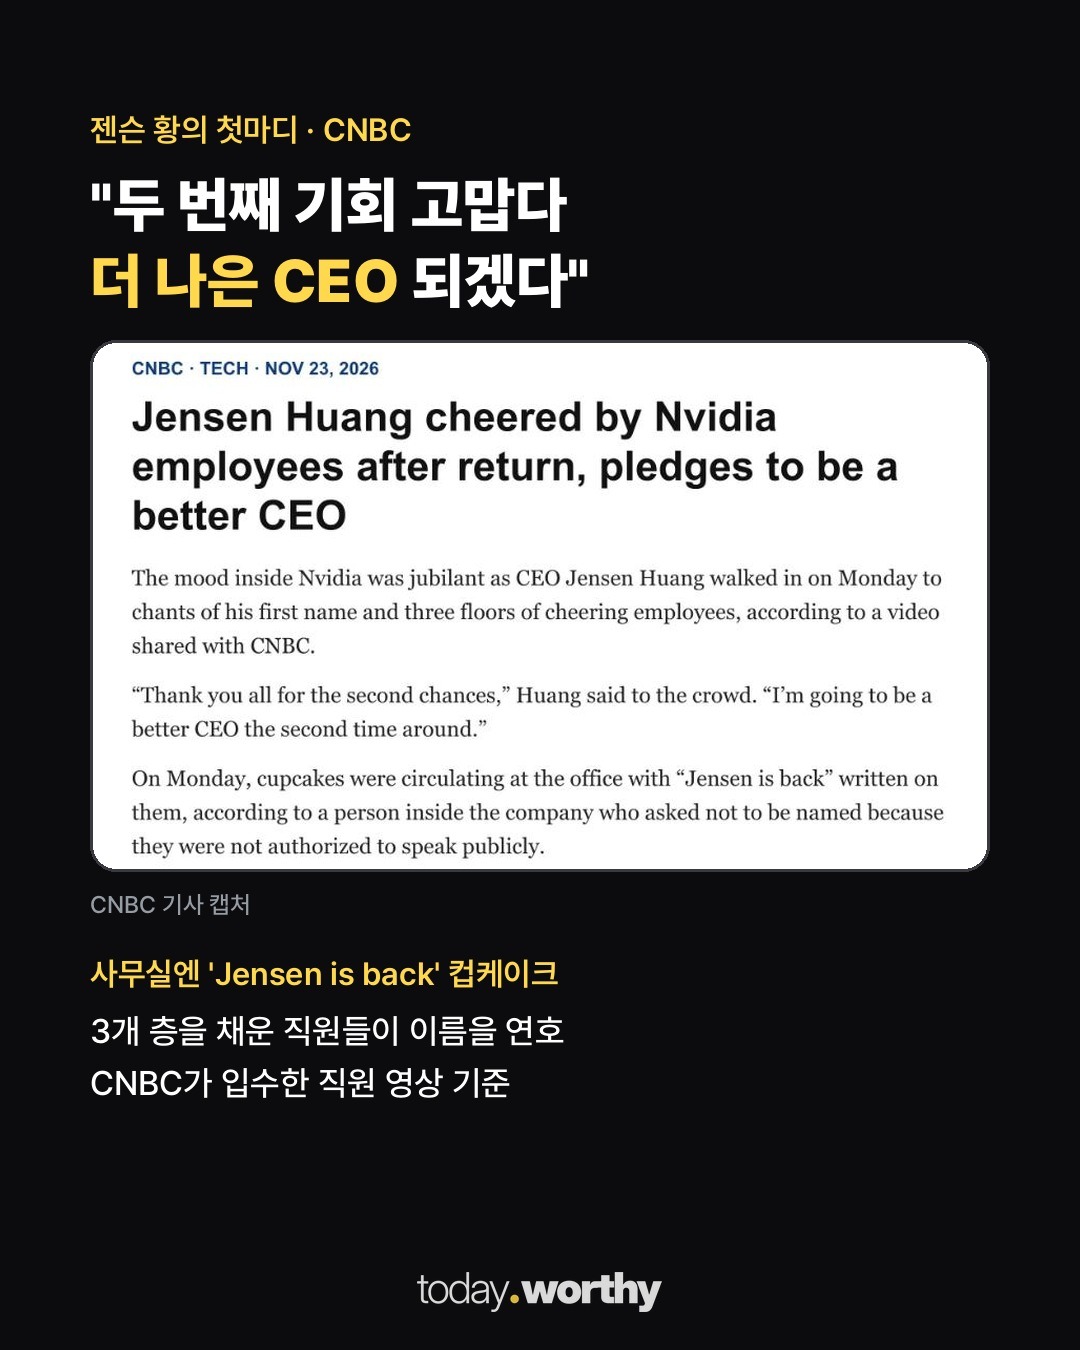 젠슨 황의 첫마디 · CNBC
"두 번째 기회 고맙다
더 나은 CEO 되겠다"
CNBC · TECH · NOV 23, 2026
Jensen Huang cheered by Nvidia
employees after return, pledges to be a
better CEO
The mood inside Nvidia was jubilant as CEO Jensen Huang walked in on Monday to
chants of his first name and three floors of cheering employees, according to a video
shared with CNBC.
“Thank you all for the second chances,” Huang said to the crowd. “I’m going to be a
better CEO the second time around.”
On Monday, cupcakes were circulating at the office with “Jensen is back” written on
them, according to a person inside the company who asked not to be named because
they were not authorized to speak publicly.
CNBC 기사 캡처
사무실엔 'Jensen is back' 컵케이크
3개 층을 채운 직원들이 이름을 연호
CNBC가 입수한 직원 영상 기준
today.worthy